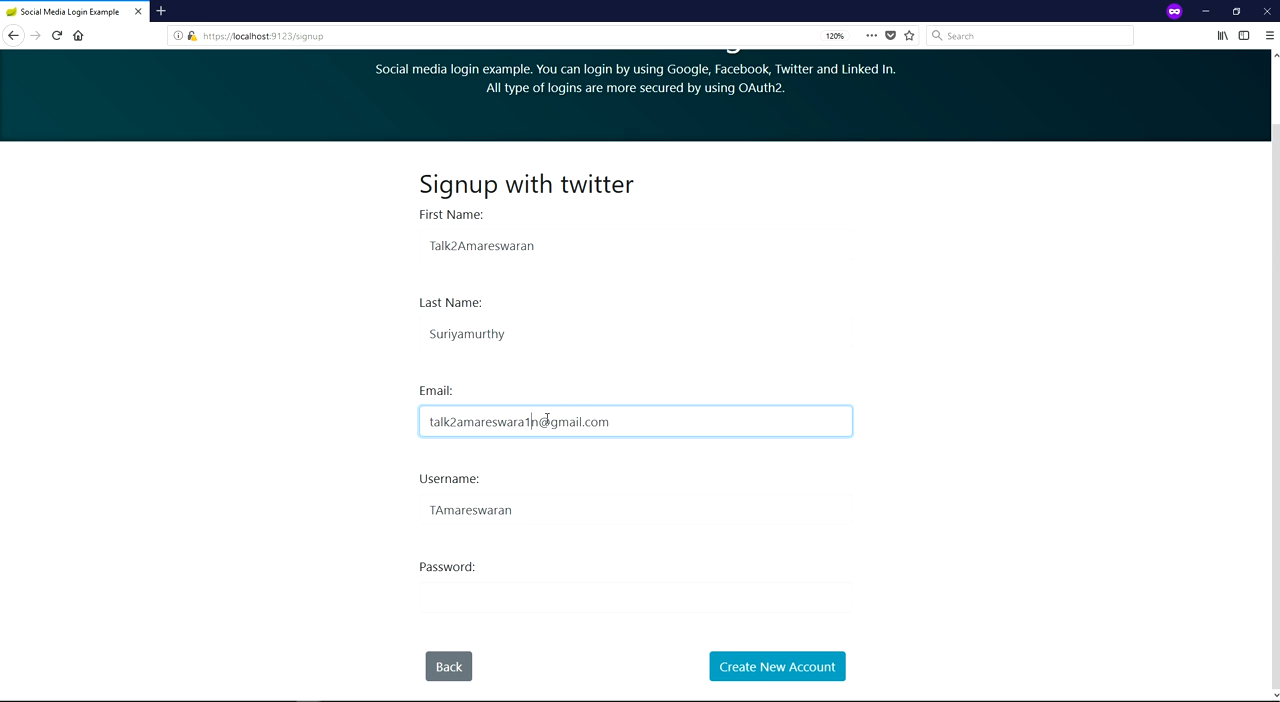 Social Media Login Example
https://localhost:9123/signup
120%
Search
Social media login example. You can login by using Google, Facebook, Twitter and Linked In.
All type of logins are more secured by using OAuth2.
Signup with twitter
First Name:
Talk2Amareswaran
Last Name:
Suriyamurthy
Email:
talk2amareswara1n@gmail.com
Username:
TAmareswaran
Password:
Back
Create New Account